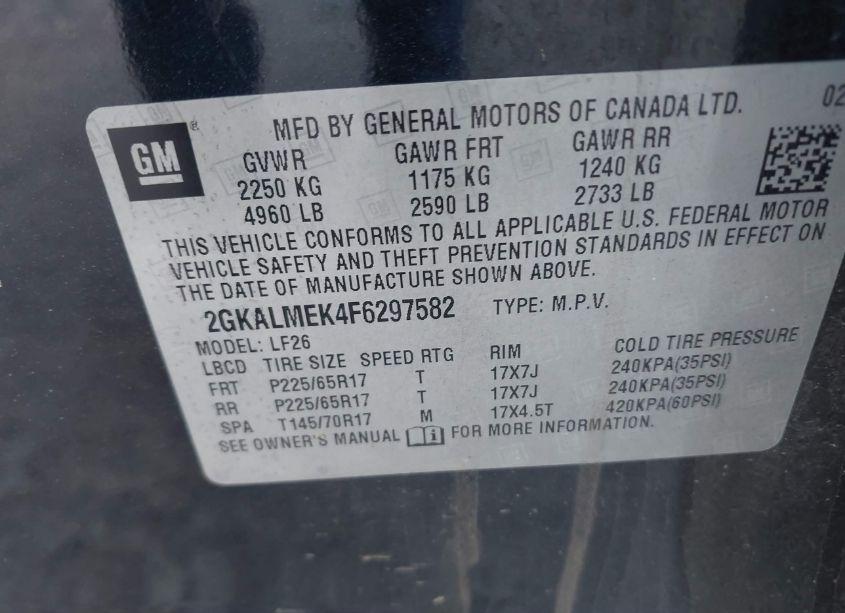 GM
MFD BY GENERAL MOTORS OF CANADA LTD. 02
GVWR GAWR FRT GAWR RR
2250 KG 1175 KG 1240 KG
4960 LB 2590 LB 2733 LB
THIS VEHICLE CONFORMS TO ALL APPLICABLE U.S. FEDERAL MOTOR
VEHICLE SAFETY AND THEFT PREVENTION STANDARDS IN EFFECT ON
THE DATE OF MANUFACTURE SHOWN ABOVE.
2GKALMEK4F6297582 TYPE: M.P.V.
MODEL: LF26
LBCD TIRE SIZE SPEED RTG RIM COLD TIRE PRESSURE
FRT P225/65R17 T 17X7J 240KPA(35PSI)
RR P225/65R17 T 17X7J 240KPA(35PSI)
SPA T145/70R17 M 17X4.5T 420KPA(60PSI)
SEE OWNER'S MANUAL FOR MORE INFORMATION.